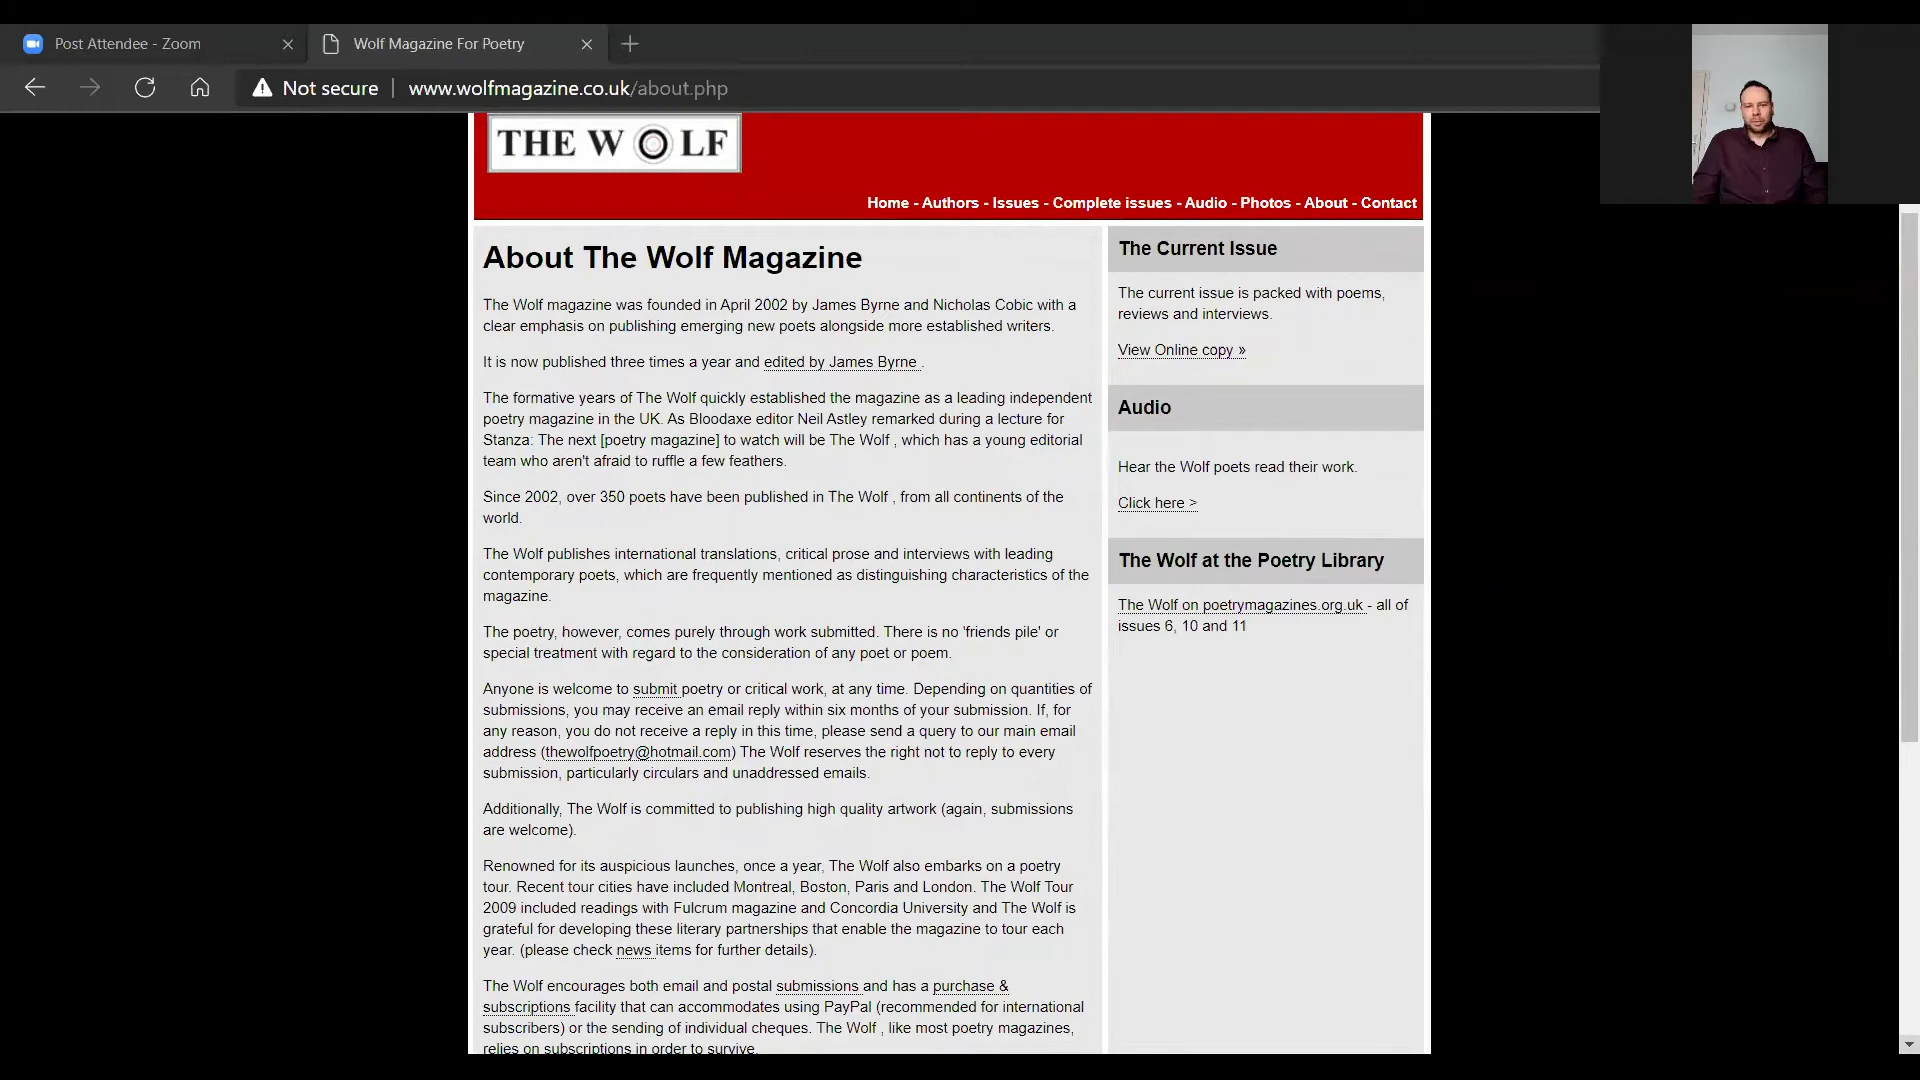 Post Attendee - Zoom
Wolf Magazine For Poetry
Not secure
www.wolfmagazine.co.uk/about.php
THE WOLF
Home - Authors - Issues - Complete issues - Audio - Photos - About - Contact
About The Wolf Magazine
The Wolf magazine was founded in April 2002 by James Byrne and Nicholas Cobic with a
clear emphasis on publishing emerging new poets alongside more established writers.
It is now published three times a year and edited by James Byrne .
The formative years of The Wolf quickly established the magazine as a leading independent
poetry magazine in the UK. As Bloodaxe editor Neil Astley remarked during a lecture for
Stanza: The next [poetry magazine] to watch will be The Wolf , which has a young editorial
team who aren't afraid to ruffle a few feathers.
Since 2002, over 350 poets have been published in The Wolf , from all continents of the
world.
The Wolf publishes international translations, critical prose and interviews with leading
contemporary poets, which are frequently mentioned as distinguishing characteristics of the
magazine.
The poetry, however, comes purely through work submitted. There is no 'friends pile' or
special treatment with regard to the consideration of any poet or poem.
Anyone is welcome to submit poetry or critical work, at any time. Depending on quantities of
submissions, you may receive an email reply within six months of your submission. If, for
any reason, you do not receive a reply in this time, please send a query to our main email
address (thewolfpoetry@hotmail.com) The Wolf reserves the right not to reply to every
submission, particularly circulars and unaddressed emails.
Additionally, The Wolf is committed to publishing high quality artwork (again, submissions
are welcome).
Renowned for its auspicious launches, once a year, The Wolf also embarks on a poetry
tour. Recent tour cities have included Montreal, Boston, Paris and London. The Wolf Tour
2009 included readings with Fulcrum magazine and Concordia University and The Wolf is
grateful for developing these literary partnerships that enable the magazine to tour each
year. (please check news items for further details).
The Wolf encourages both email and postal submissions and has a purchase &
subscriptions facility that can accommodates using PayPal (recommended for international
subscribers) or the sending of individual cheques. The Wolf , like most poetry magazines,
relies on subscriptions in order to survive.
The Current Issue
The current issue is packed with poems,
reviews and interviews.
View Online copy »
Audio
Hear the Wolf poets read their work.
Click here >
The Wolf at the Poetry Library
The Wolf on poetrymagazines.org.uk - all of
issues 6, 10 and 11